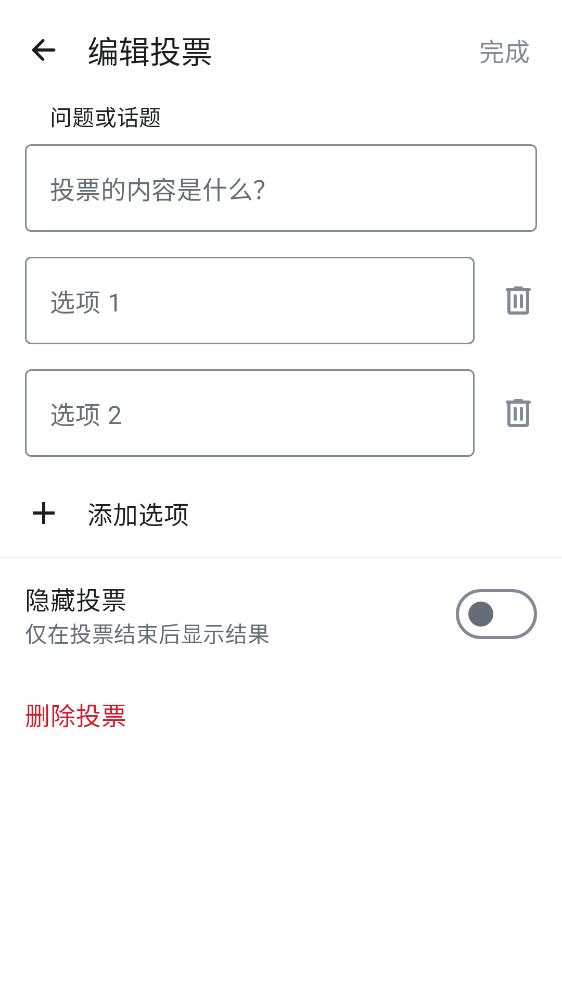 编辑投票
完成
问题或话题
投票的内容是什么?
选项 1
选项 2
添加选项
隐藏投票
仅在投票结束后显示结果
删除投票